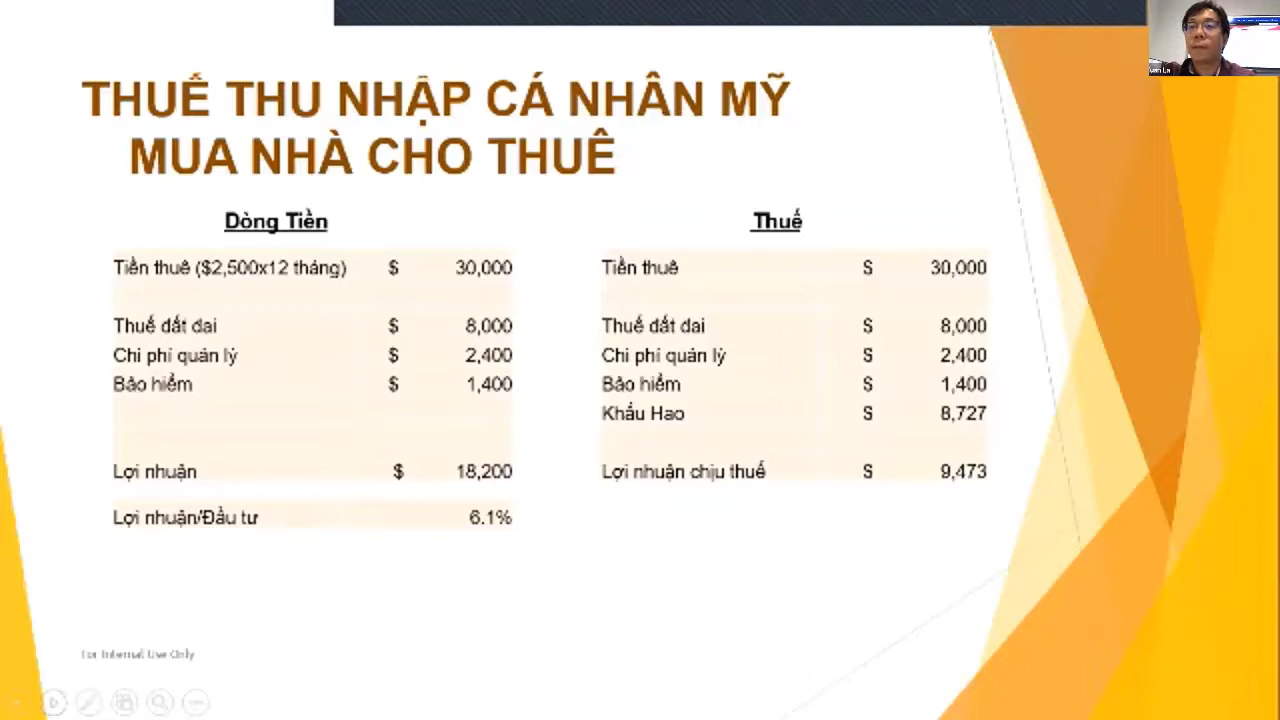 THUẾ THU NHẬP CÁ NHÂN MỸ
MUA NHÀ CHO THUÊ
Dòng Tiền
Tiền thuê ($2,500x12 tháng) $ 30,000
Thuế đất đai $ 8,000
Chi phí quản lý $ 2,400
Bảo hiểm $ 1,400
Lợi nhuận $ 18,200
Lợi nhuận/Đầu tư 6.1%
Thuế
Tiền thuê $ 30,000
Thuế đất đai $ 8,000
Chi phí quản lý $ 2,400
Bảo hiểm $ 1,400
Khấu Hao $ 8,727
Lợi nhuận chịu thuế $ 9,473
For Internal Use Only